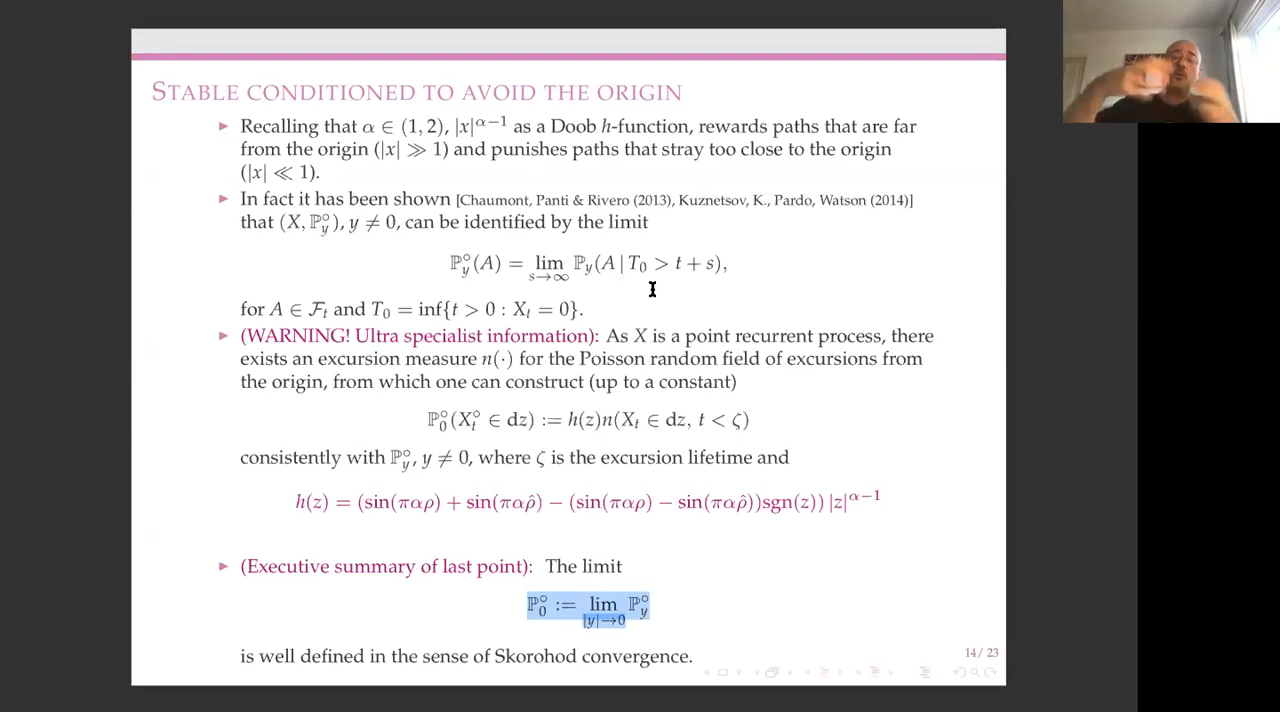 STABLE CONDITIONED TO AVOID THE ORIGIN
▶ Recalling that α ∈ (1, 2), |x|^{α−1} as a Doob h-function, rewards paths that are far
from the origin (|x| ≫ 1) and punishes paths that stray too close to the origin
(|x| ≪ 1).
▶ In fact it has been shown [Chaumont, Panti & Rivero (2013), Kuznetsov, K., Pardo, Watson (2014)]
that (X, ℙ°_y), y ≠ 0, can be identified by the limit
ℙ°_y(A) = lim_{s→∞} ℙ_y(A | T_0 > t + s),
for A ∈ ℱ_t and T_0 = inf{t > 0 : X_t = 0}.
▶ (WARNING! Ultra specialist information): As X is a point recurrent process, there
exists an excursion measure n(·) for the Poisson random field of excursions from
the origin, from which one can construct (up to a constant)
ℙ°_0(X°_t ∈ dz) := h(z)n(X_t ∈ dz, t < ζ)
consistently with ℙ°_y, y ≠ 0, where ζ is the excursion lifetime and
h(z) = (sin(παρ) + sin(παρ̂) − (sin(παρ) − sin(παρ̂))sgn(z)) |z|^{α−1}
▶ (Executive summary of last point): The limit
ℙ°_0 := lim_{|y|→0} ℙ°_y
is well defined in the sense of Skorohod convergence.
14/ 23